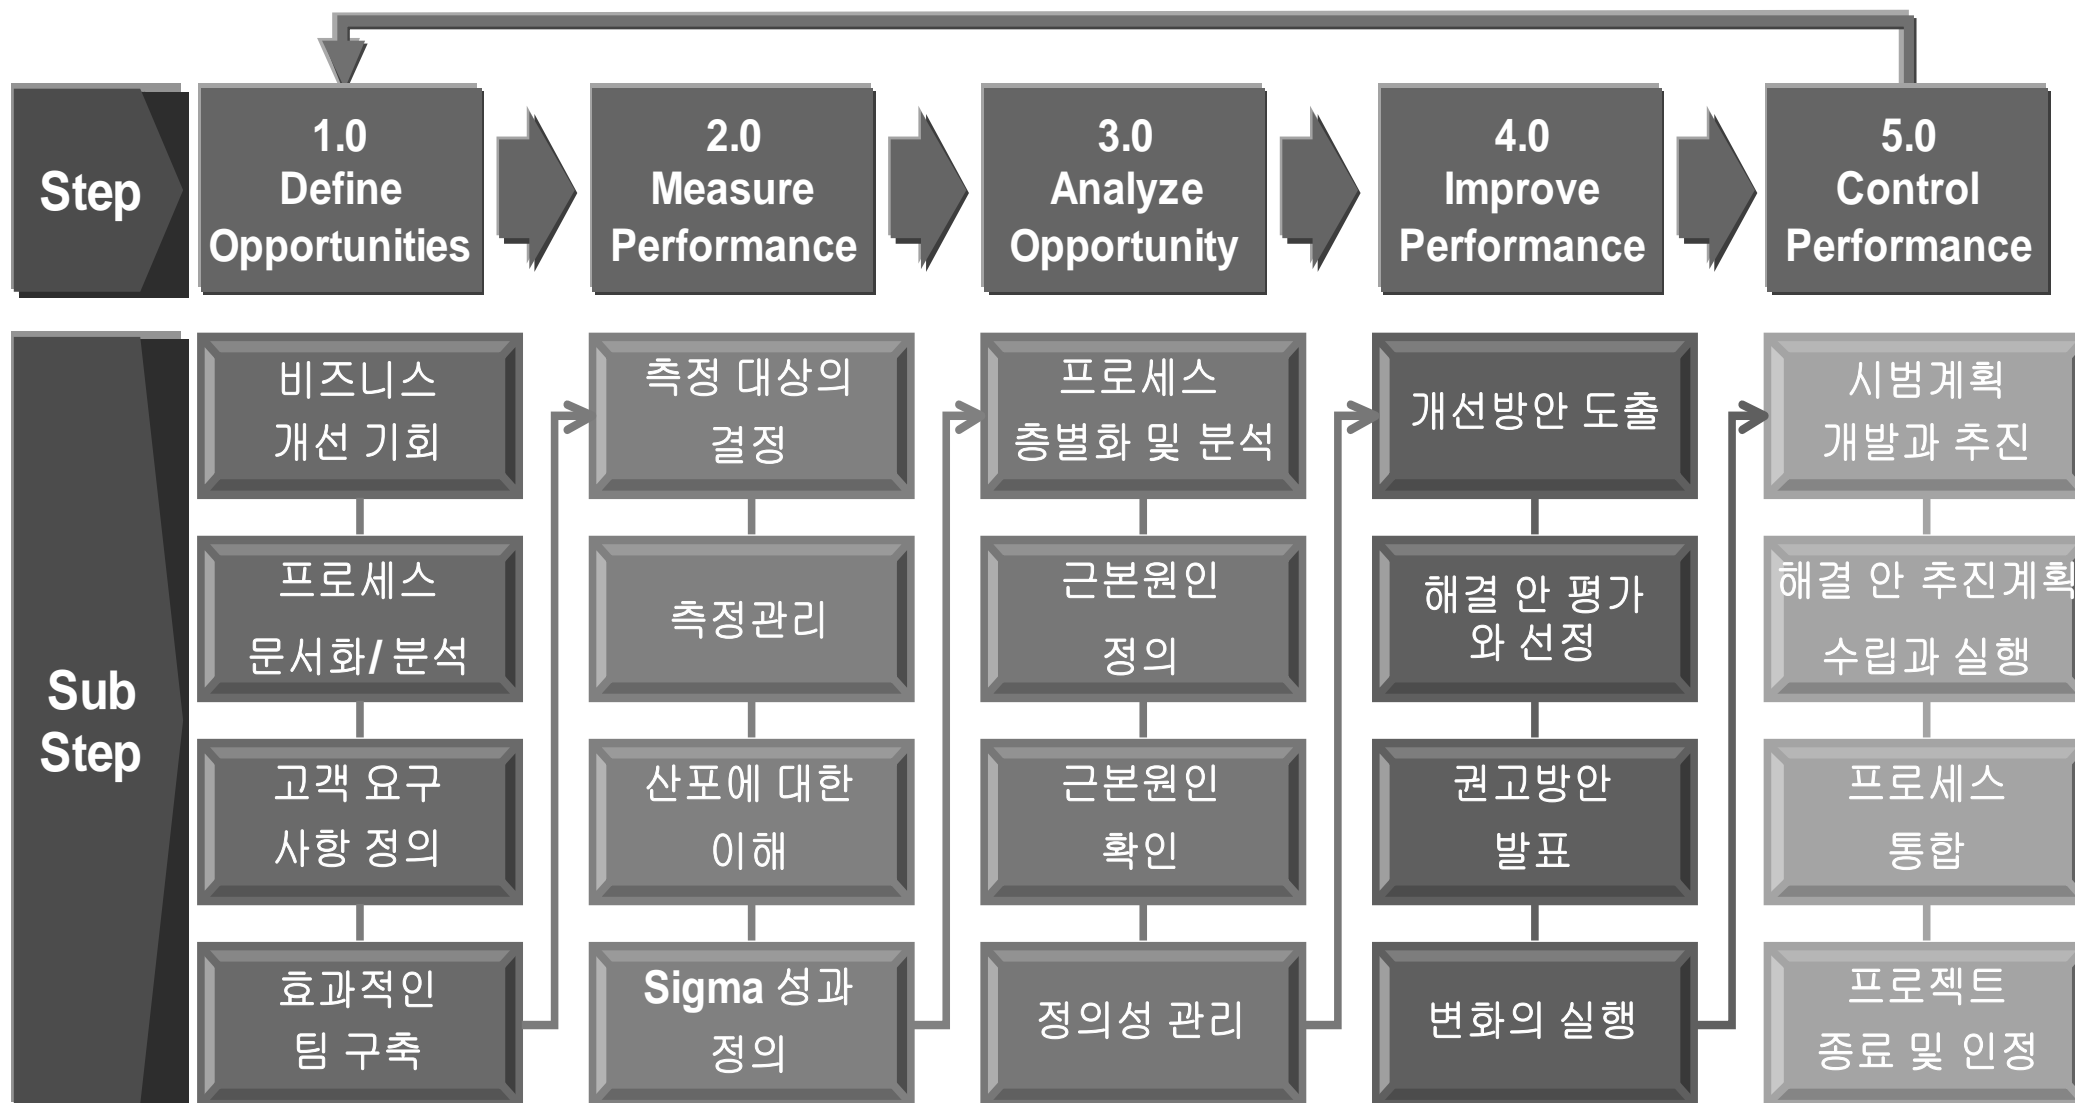 Step
1.0
Define
Opportunities
2.0
Measure
Performance
3.0
Analyze
Opportunity
4.0
Improve
Performance
5.0
Control
Performance
Sub
Step
비즈니스
개선 기회
프로세스
문서화/ 분석
고객 요구
사항 정의
효과적인
팀 구축
측정 대상의
결정
측정관리
산포에 대한
이해
Sigma 성과
정의
프로세스
층별화 및 분석
근본원인
정의
근본원인
확인
정의성 관리
개선방안 도출
해결 안 평가
와 선정
권고방안
발표
변화의 실행
시범계획
개발과 추진
해결 안 추진계획
수립과 실행
프로세스
통합
프로젝트
종료 및 인정